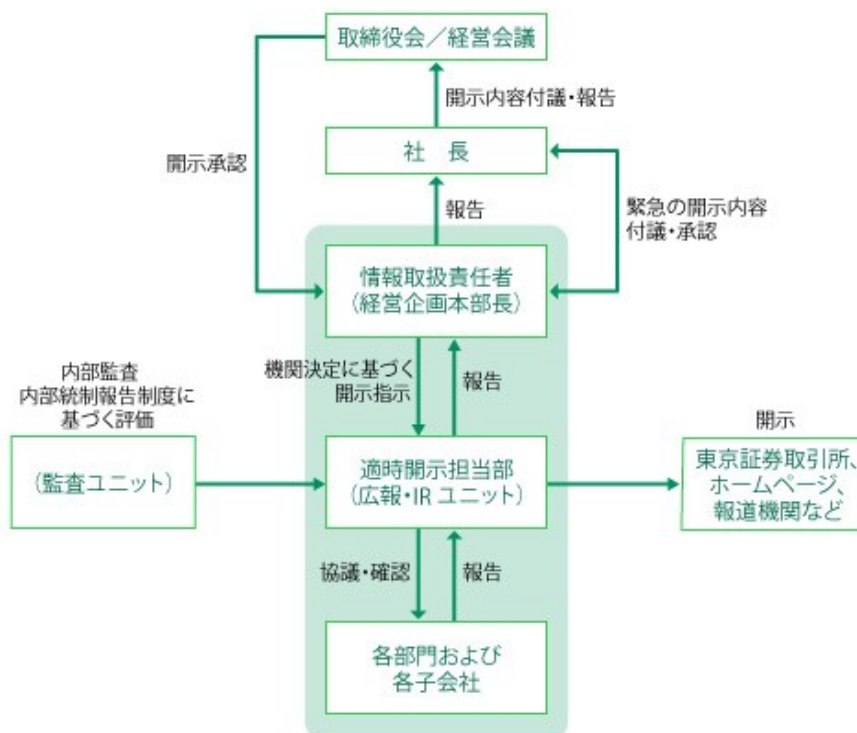 取締役会／経営会議
開示内容付議・報告
社　長
開示承認
報告
緊急の開示内容
付議・承認
情報取扱責任者
（経営企画本部長）
機関決定に基づく
開示指示
報告
内部監査
内部統制報告制度に
基づく評価
（監査ユニット）
適時開示担当部
（広報・IR ユニット）
開示
東京証券取引所、
ホームページ、
報道機関など
協議・確認
報告
各部門および
各子会社